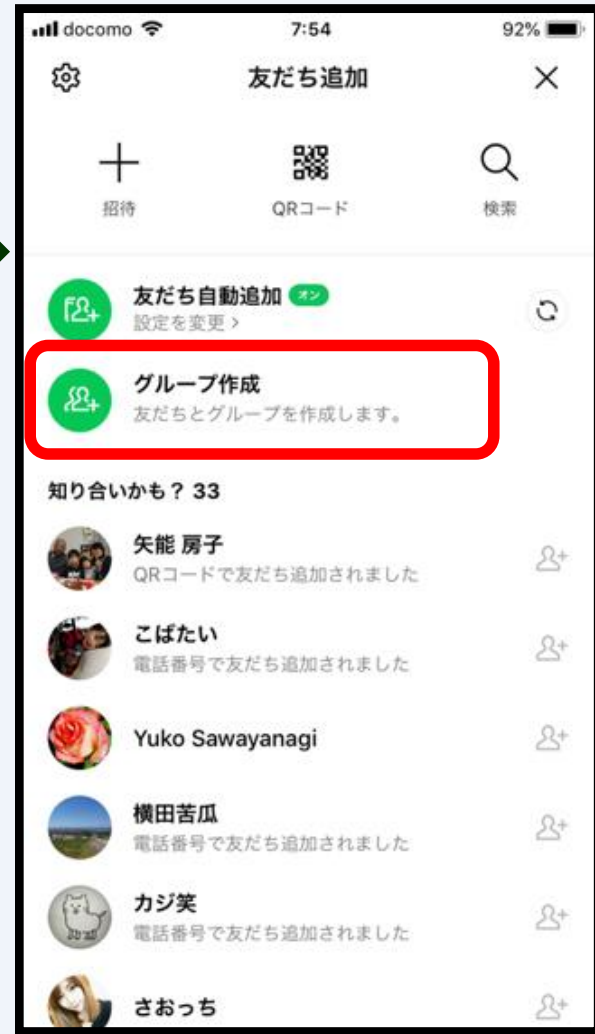 docomo 7:54 92%
友だち追加
招待 QRコード 検索
友だち自動追加 オン
設定を変更 >
グループ作成
友だちとグループを作成します。
知り合いかも? 33
矢能 房子
QRコードで友だち追加されました
こばたい
電話番号で友だち追加されました
Yuko Sawayanagi
横田苦瓜
電話番号で友だち追加されました
カジ笑
電話番号で友だち追加されました
さおっち